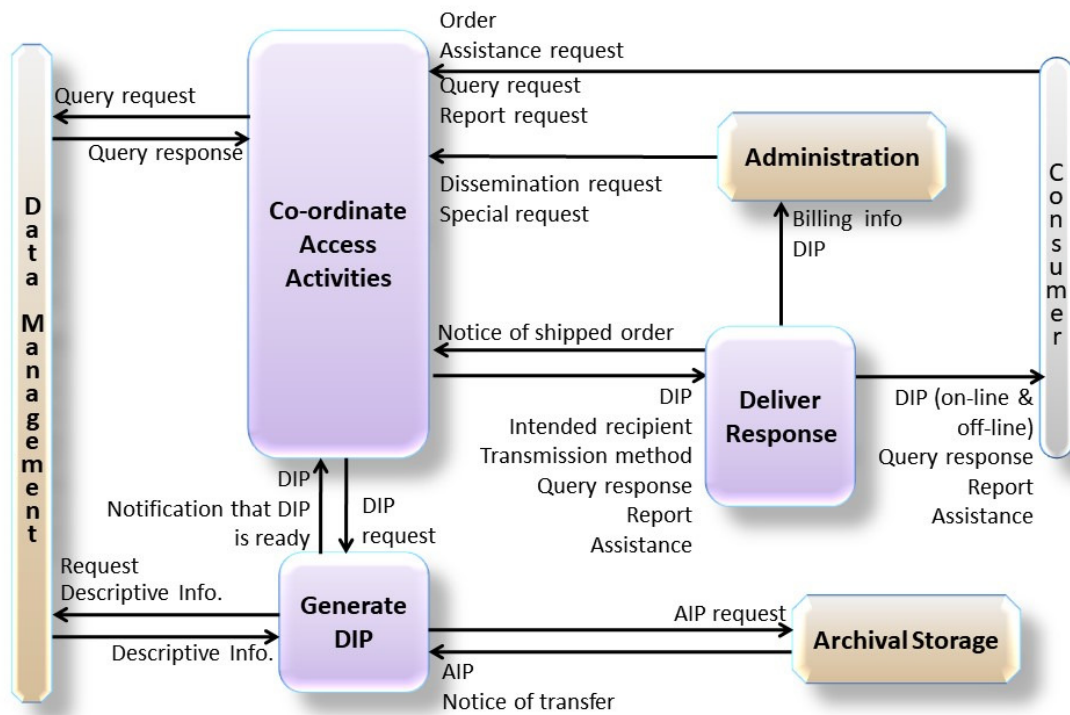 Order
Assistance request
Query request
Report request
Query request
Query response
Data Management
Co-ordinate
Access
Activities
Administration
Dissemination request
Special request
Billing info
DIP
Consumer
Notice of shipped order
DIP
Intended recipient
Transmission method
Query response
Report
Assistance
Deliver
Response
DIP (on-line &
off-line)
Query response
Report
Assistance
DIP
Notification that DIP
is ready
DIP
request
Request
Descriptive Info.
Descriptive Info.
Generate
DIP
AIP request
AIP
Notice of transfer
Archival Storage